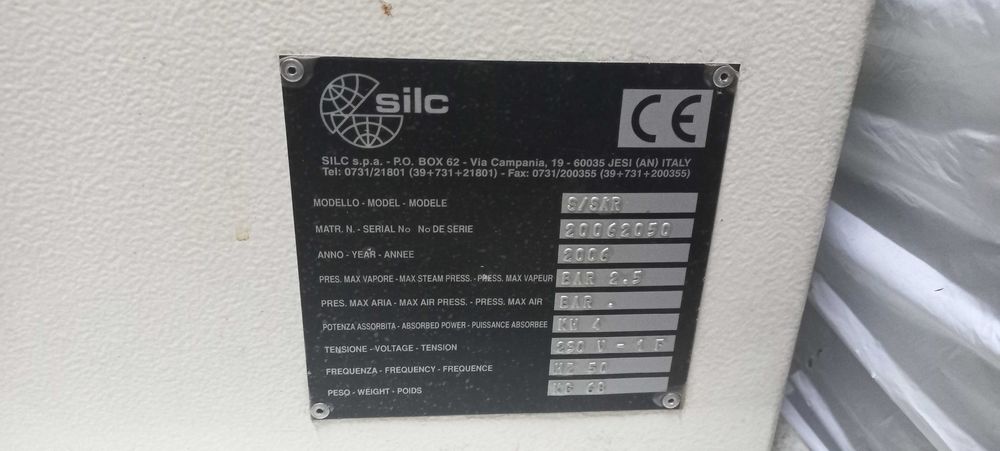 silc
CE
SILC s.p.a. - P.O. BOX 62 - Via Campania, 19 - 60035 JESI (AN) ITALY
Tel: 0731/21801 (39+731+21801) - Fax: 0731/200355 (39+731+200355)
MODELLO - MODEL - MODELE S/SAR
MATR. N. - SERIAL No No DE SERIE 20062050
ANNO - YEAR - ANNEE 2006
PRES. MAX VAPORE - MAX STEAM PRESS. - PRESS. MAX VAPEUR BAR 2.5
PRES. MAX ARIA - MAX AIR PRESS. - PRESS. MAX AIR BAR .
POTENZA ASSORBITA - ABSORBED POWER - PUISSANCE ABSORBEE KW 4
TENSIONE - VOLTAGE - TENSION 230 V - 1 F
FREQUENZA - FREQUENCY - FREQUENCE HZ 50
PESO - WEIGHT - POIDS KG 68